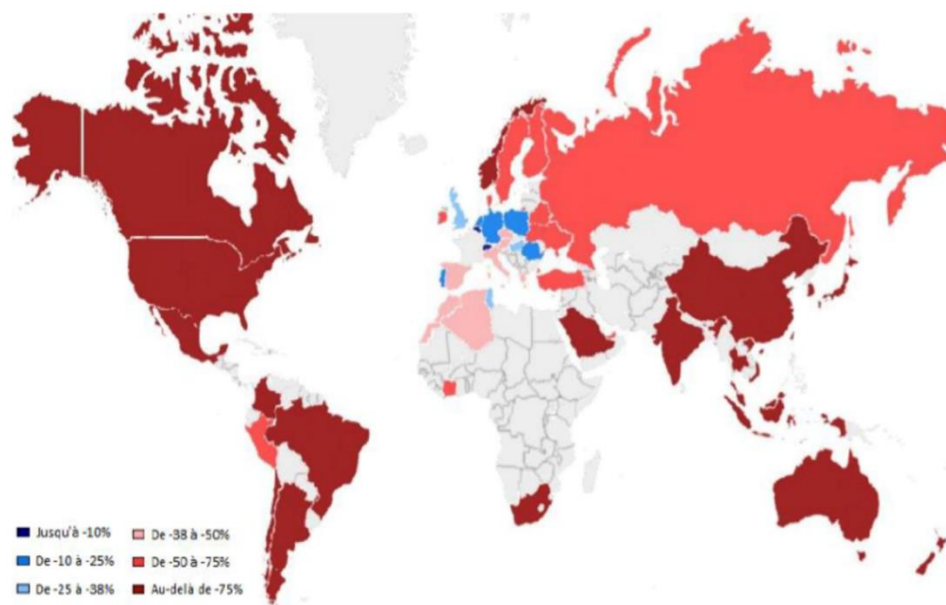 Jusqu'à -10%
De -10 à -25%
De -25 à -38%
De -38 à -50%
De -50 à -75%
Au-delà de -75%